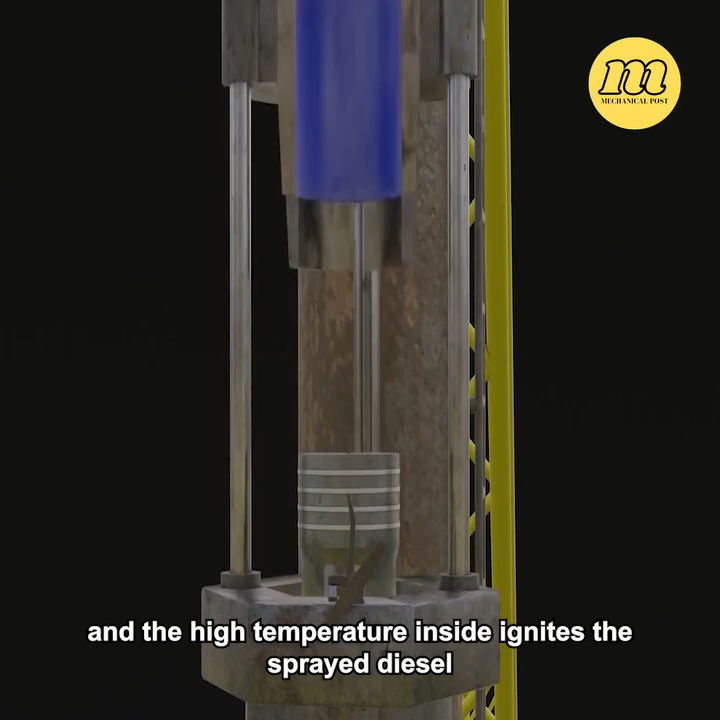 m
MECHANICAL POST
and the high temperature inside ignites the
sprayed diesel